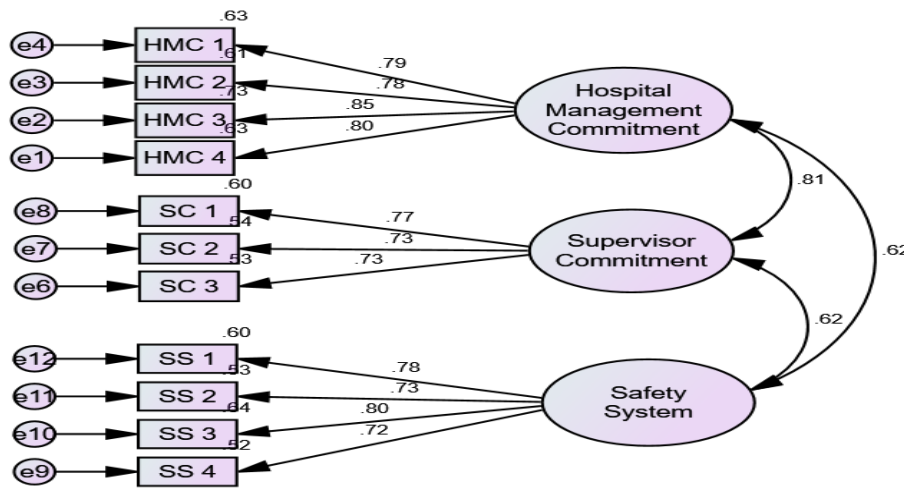 .63
e4
HMC 1
.79
.61
e3
HMC 2
.78
.73
e2
HMC 3
.85
.63
e1
HMC 4
.80
Hospital
Management
Commitment
.81
.60
e8
SC 1
.77
.54
e7
SC 2
.73
.53
e6
SC 3
.73
Supervisor
Commitment
.62
.62
.60
e12
SS 1
.78
.53
e11
SS 2
.73
.64
e10
SS 3
.80
.52
e9
SS 4
.72
Safety
System